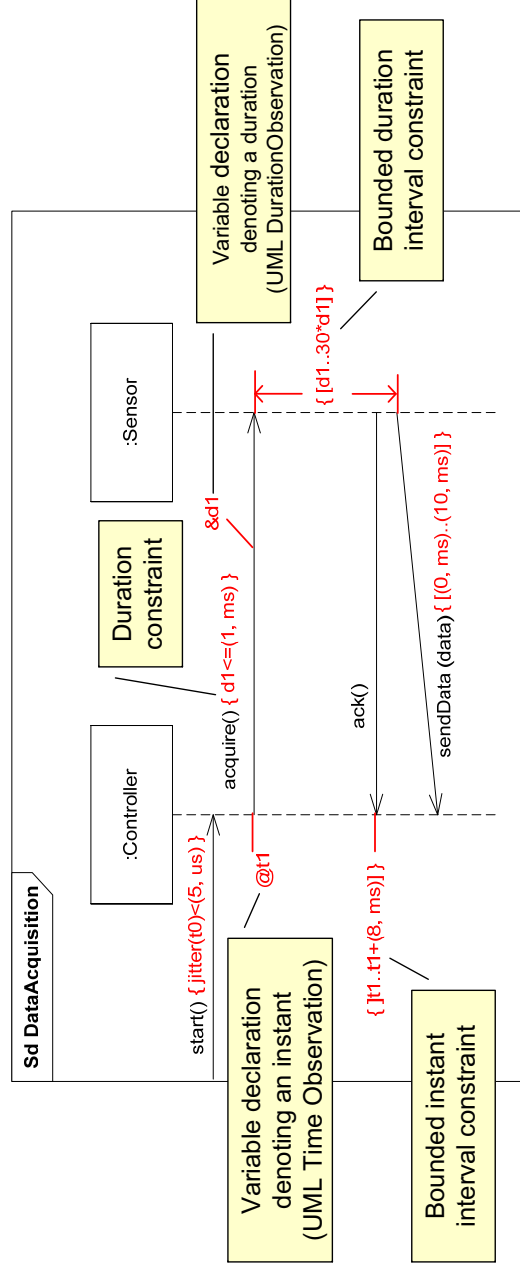 Sd DataAcquisition
:Controller
:Sensor
Duration
constraint
Variable declaration
denoting a duration
(UML DurationObservation)
start() { jitter(t0)<(5, us) }
acquire() { d1<=(1, ms) }
&d1
@t1
Variable declaration
denoting an instant
(UML Time Observation)
{ [d1..30*d1] }
Bounded duration
interval constraint
ack()
{ ]t1..t1+(8, ms)] }
sendData (data) { [(0, ms)..(10, ms)] }
Bounded instant
interval constraint